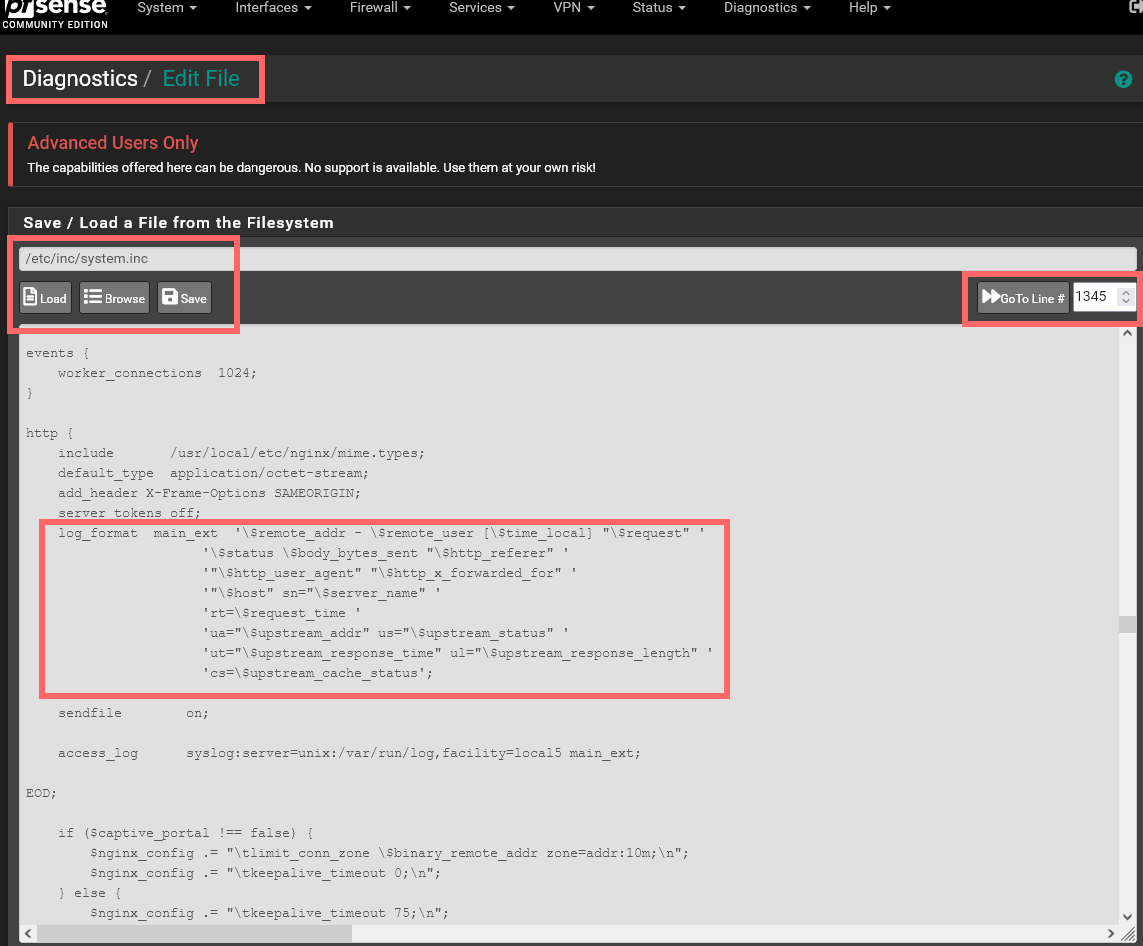 pfsense
COMMUNITY EDITION
System Interfaces Firewall Services VPN Status Diagnostics Help
Diagnostics / Edit File
Advanced Users Only
The capabilities offered here can be dangerous. No support is available. Use them at your own risk!
Save / Load a File from the Filesystem
/etc/inc/system.inc
Load Browse Save GoTo Line # 1345
events {
    worker_connections  1024;
}
http {
    include       /usr/local/etc/nginx/mime.types;
    default_type  application/octet-stream;
    add_header X-Frame-Options SAMEORIGIN;
    server_tokens off;
    log_format  main_ext  '\$remote_addr - \$remote_user [\$time_local] "\$request" '
                      '\$status \$body_bytes_sent "\$http_referer" '
                      '"\$http_user_agent" "\$http_x_forwarded_for" '
                      '"\$host" sn="\$server_name" '
                      'rt=\$request_time '
                      'ua="\$upstream_addr" us="\$upstream_status" '
                      'ut="\$upstream_response_time" ul="\$upstream_response_length" '
                      'cs=\$upstream_cache_status';
    sendfile        on;
    access_log      syslog:server=unix:/var/run/log,facility=local5 main_ext;
EOD;
    if ($captive_portal !== false) {
        $nginx_config .= "\tlimit_conn_zone \$binary_remote_addr zone=addr:10m;\n";
        $nginx_config .= "\tkeepalive_timeout 0;\n";
    } else {
        $nginx_config .= "\tkeepalive_timeout 75;\n";